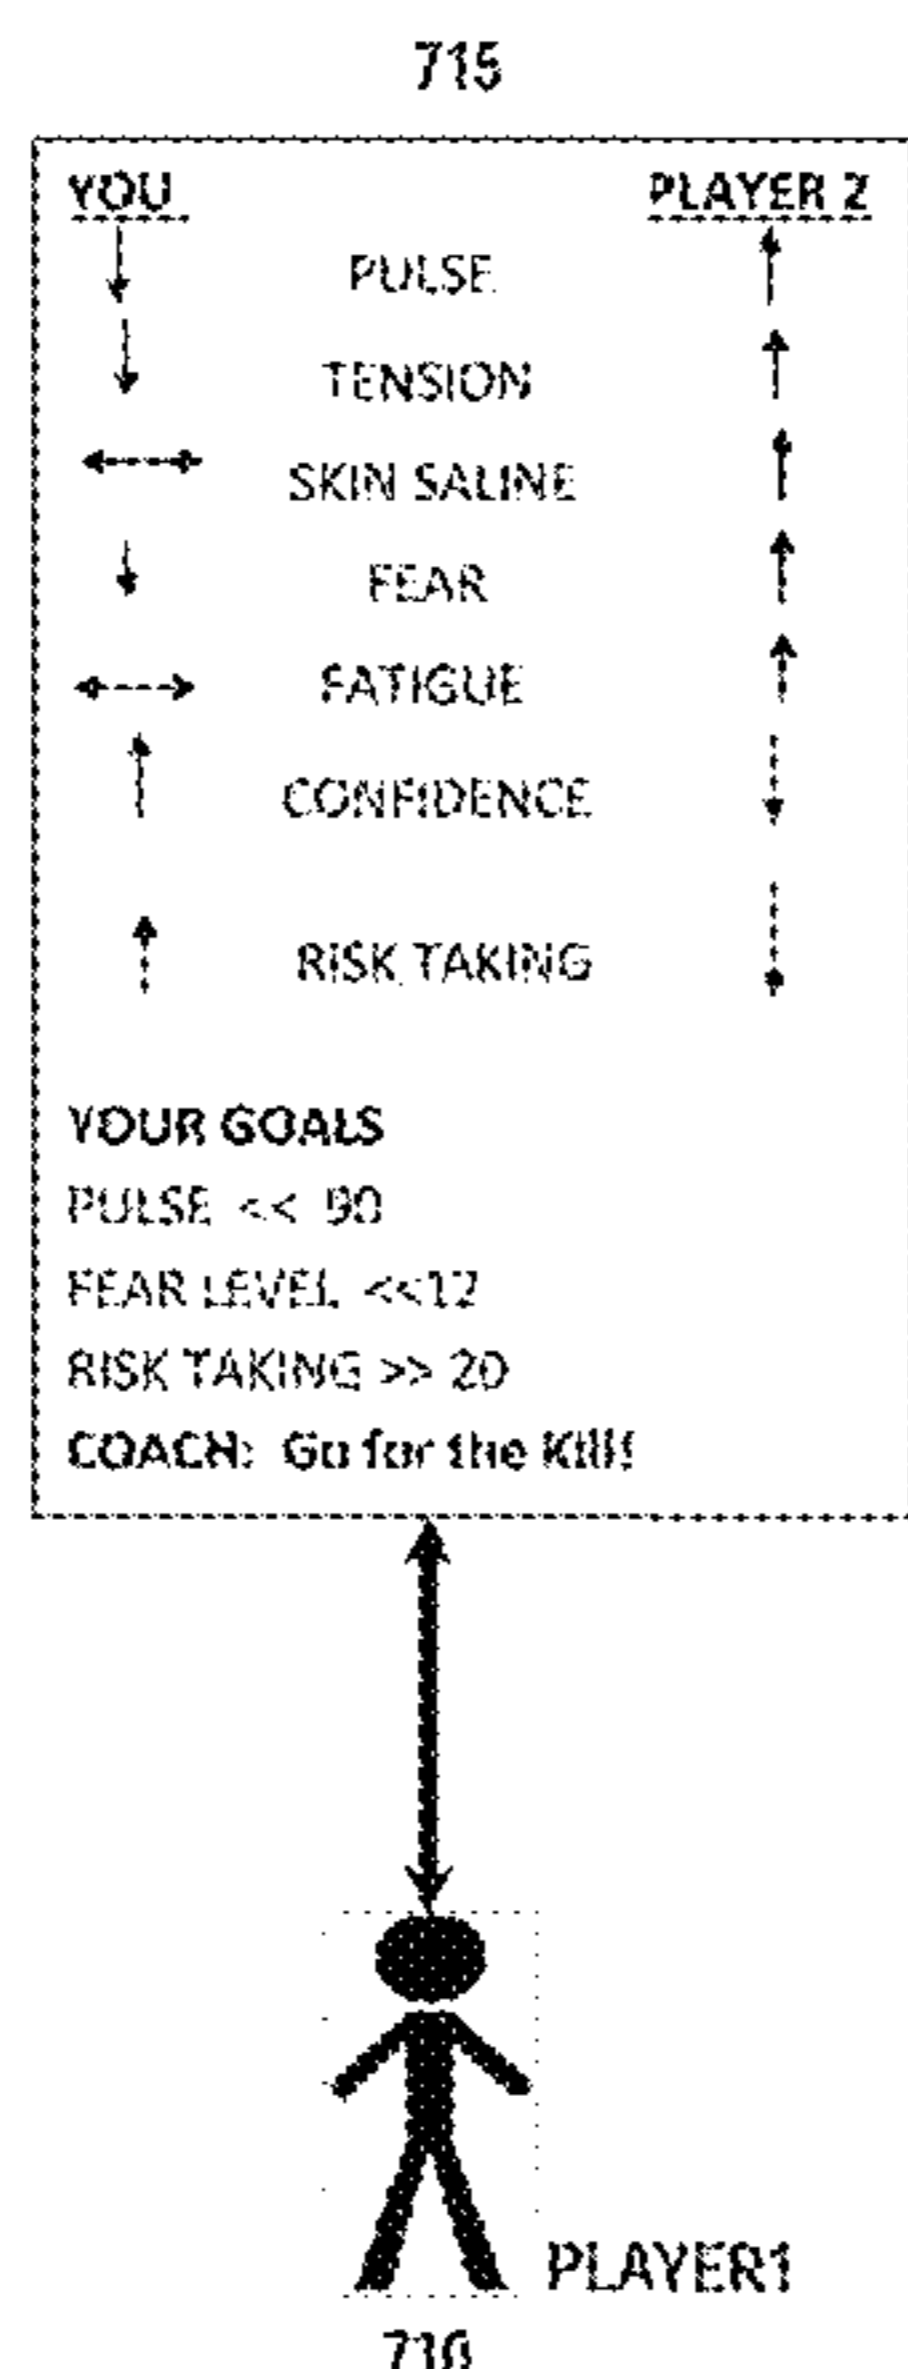 715
YOU PLAYER 2
PULSE
TENSION
SKIN SALINE
FEAR
FATIGUE
CONFIDENCE
RISK TAKING
YOUR GOALS
PULSE << 90
FEAR LEVEL <<12
RISK TAKING >> 20
COACH: Go for the Kill!
PLAYER1
710